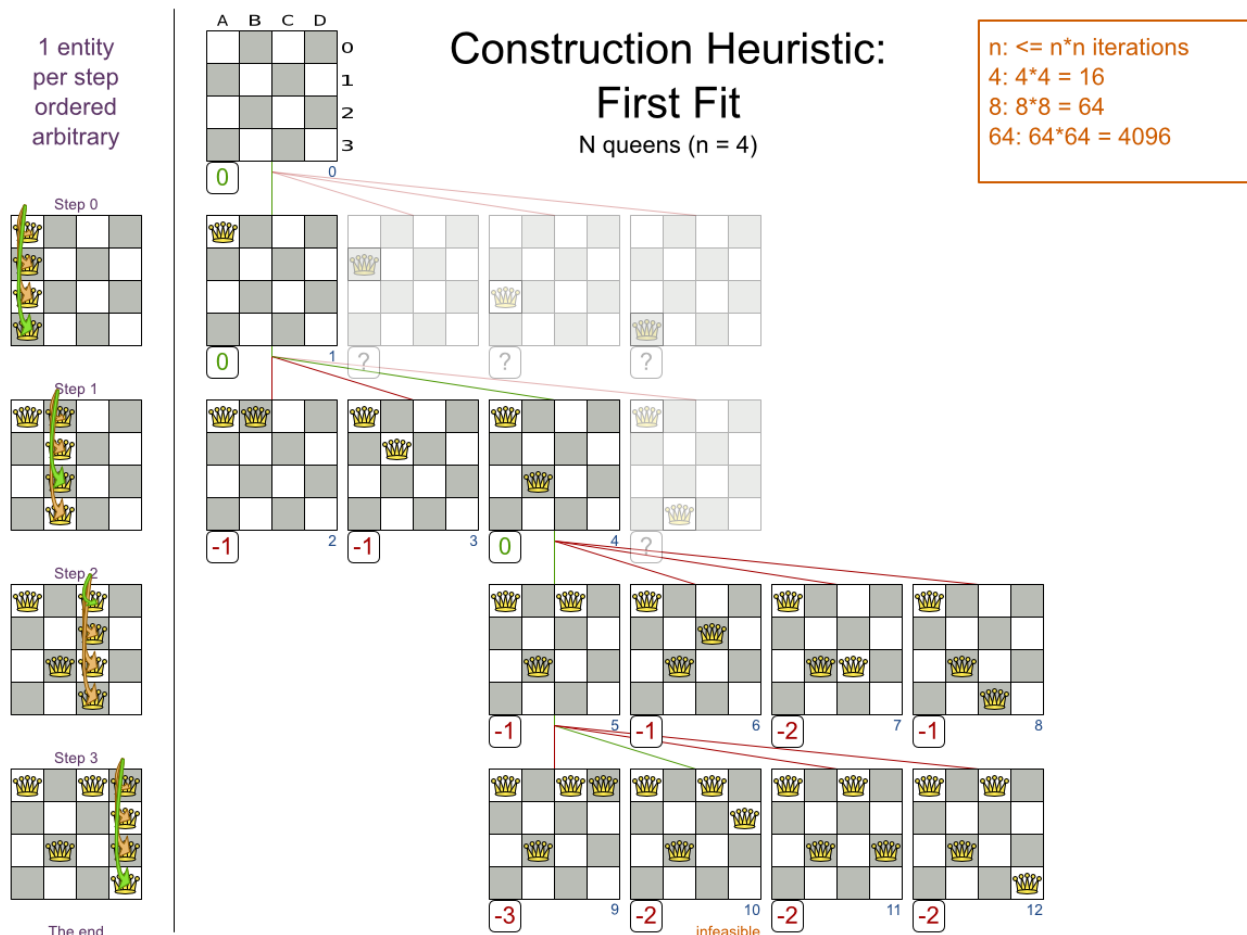 1 entity
per step
ordered
arbitrary
A B C D
0
1
2
3
Construction Heuristic:
First Fit
N queens (n = 4)
n: <= n*n iterations
4: 4*4 = 16
8: 8*8 = 64
64: 64*64 = 4096
0 0
Step 0
0 1 ? ? ?
Step 1
-1 2 -1 3 0 4 ?
Step 2
-1 5 -1 6 -2 7 -1 8
Step 3
-3 9 -2 10 -2 11 -2 12
The end
infeasible